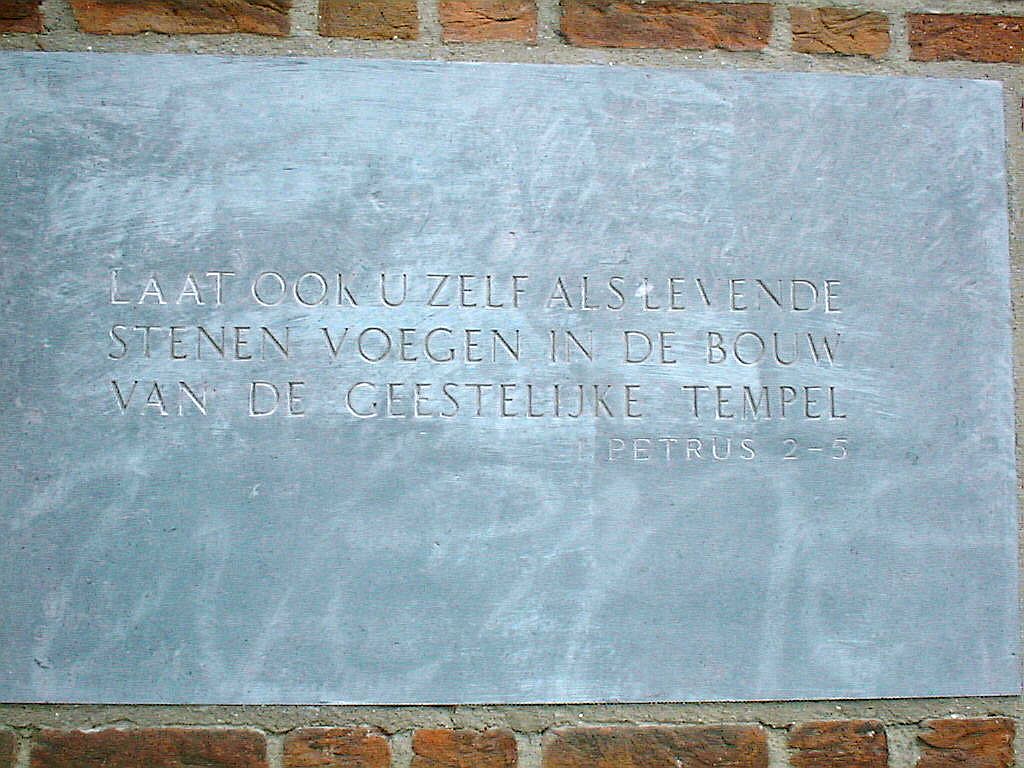 LAAT OOK U ZELF ALS LEVENDE
STENEN VOEGEN IN DE BOUW
VAN DE GEESTELIJKE TEMPEL
I PETRUS 2-5